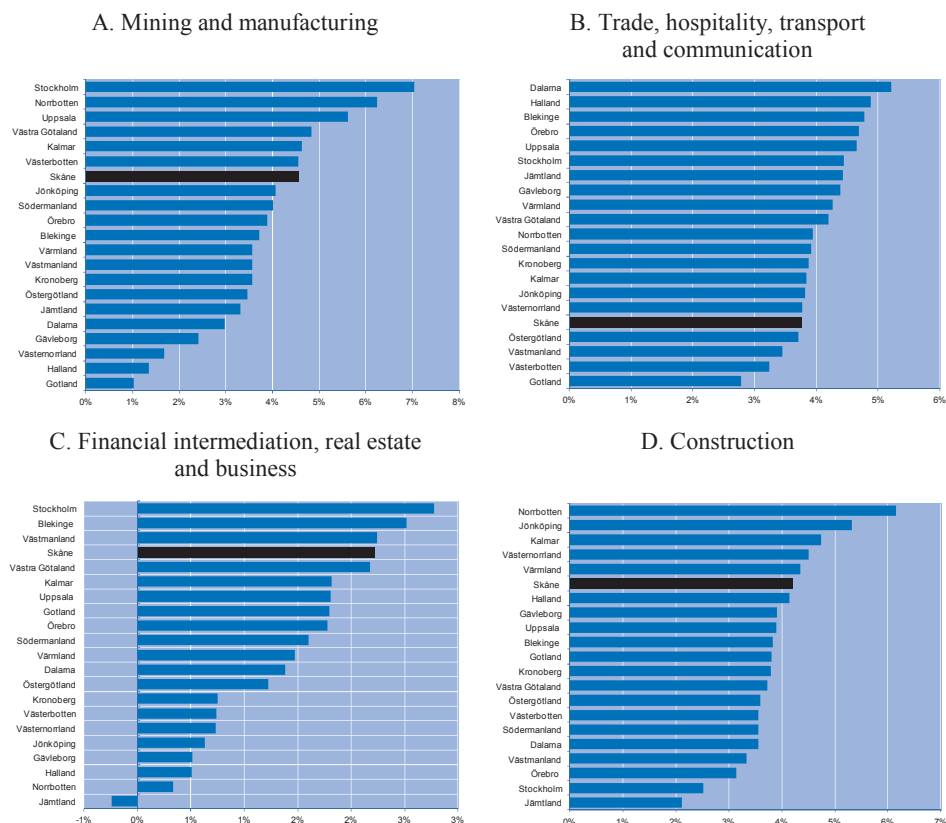 A. Mining and manufacturing
Stockholm
Norrbotten
Uppsala
Västra Götaland
Kalmar
Västerbotten
Skåne
Jönköping
Södermanland
Örebro
Blekinge
Värmland
Västmanland
Kronoberg
Östergötland
Jämtland
Dalarna
Gävleborg
Västernorrland
Halland
Gotland
0% 1% 2% 3% 4% 5% 6% 7% 8%
B. Trade, hospitality, transport
and communication
Dalarna
Halland
Blekinge
Örebro
Uppsala
Stockholm
Jämtland
Gävleborg
Värmland
Västra Götaland
Norrbotten
Södermanland
Kronoberg
Kalmar
Jönköping
Västernorrland
Skåne
Östergötland
Västmanland
Västerbotten
Gotland
0% 1% 2% 3% 4% 5% 6%
C. Financial intermediation, real estate
and business
Stockholm
Blekinge
Västmanland
Skåne
Västra Götaland
Kalmar
Uppsala
Gotland
Örebro
Södermanland
Värmland
Dalarna
Östergötland
Kronoberg
Västerbotten
Västernorrland
Jönköping
Gävleborg
Halland
Norrbotten
Jämtland
-1% 0% 1% 1% 2% 2% 3% 3%
D. Construction
Norrbotten
Jönköping
Kalmar
Västernorrland
Värmland
Skåne
Halland
Gävleborg
Uppsala
Blekinge
Gotland
Kronoberg
Västra Götaland
Östergötland
Västerbotten
Södermanland
Dalarna
Västmanland
Örebro
Stockholm
Jämtland
0% 1% 2% 3% 4% 5% 6% 7%